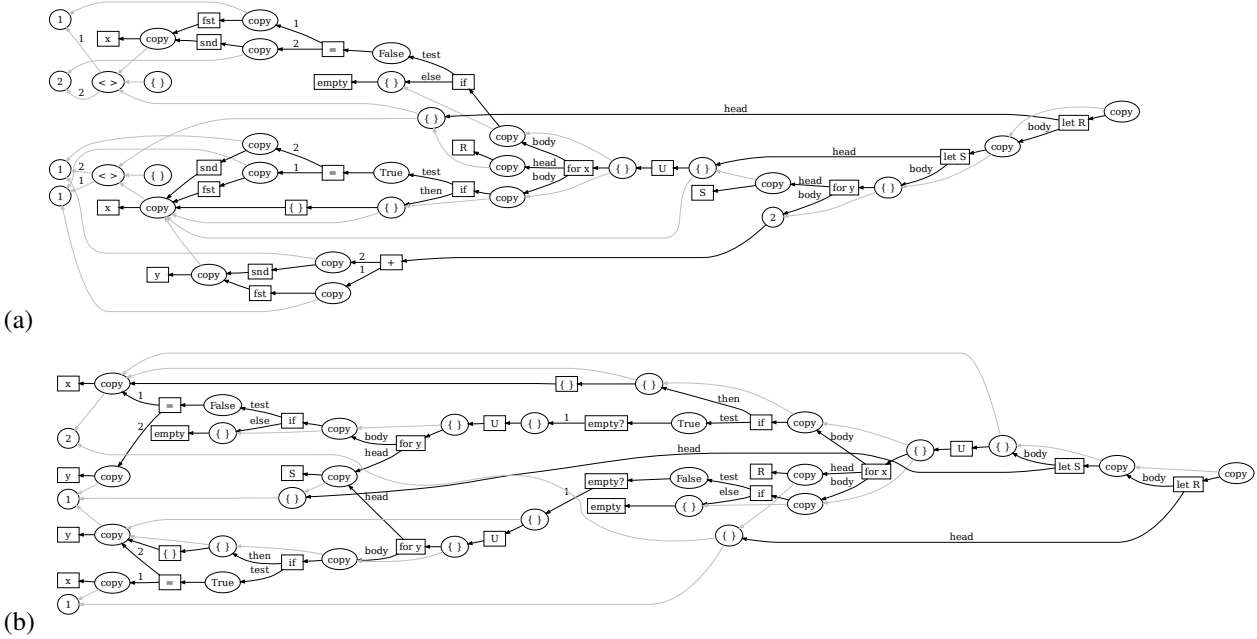 1 copy fst 1
1 x copy snd copy 2 = False test
2 < > { } 2 empty { } else if
{ } head copy
R copy body let R
1 copy 2 copy head for x { } U { } head let S body copy
2 1 < > { } snd copy 1 = True test body copy head for y { } body
1 fst then if copy S body
x copy { } { } 2
copy 2 +
y copy snd 1
fst copy
(a)
x copy { } { }
1 = False test then
2 else if copy body { } U { } 1 empty? True test if copy { }
2 empty { } body for y body U { } copy
y copy head head let S
S copy empty? False test R copy head for x body let R
1 { } 1 else if body
head empty { } copy
y copy { } { } U
2 then copy body for y { } { } head
x copy 1 = True test if
1
(b)